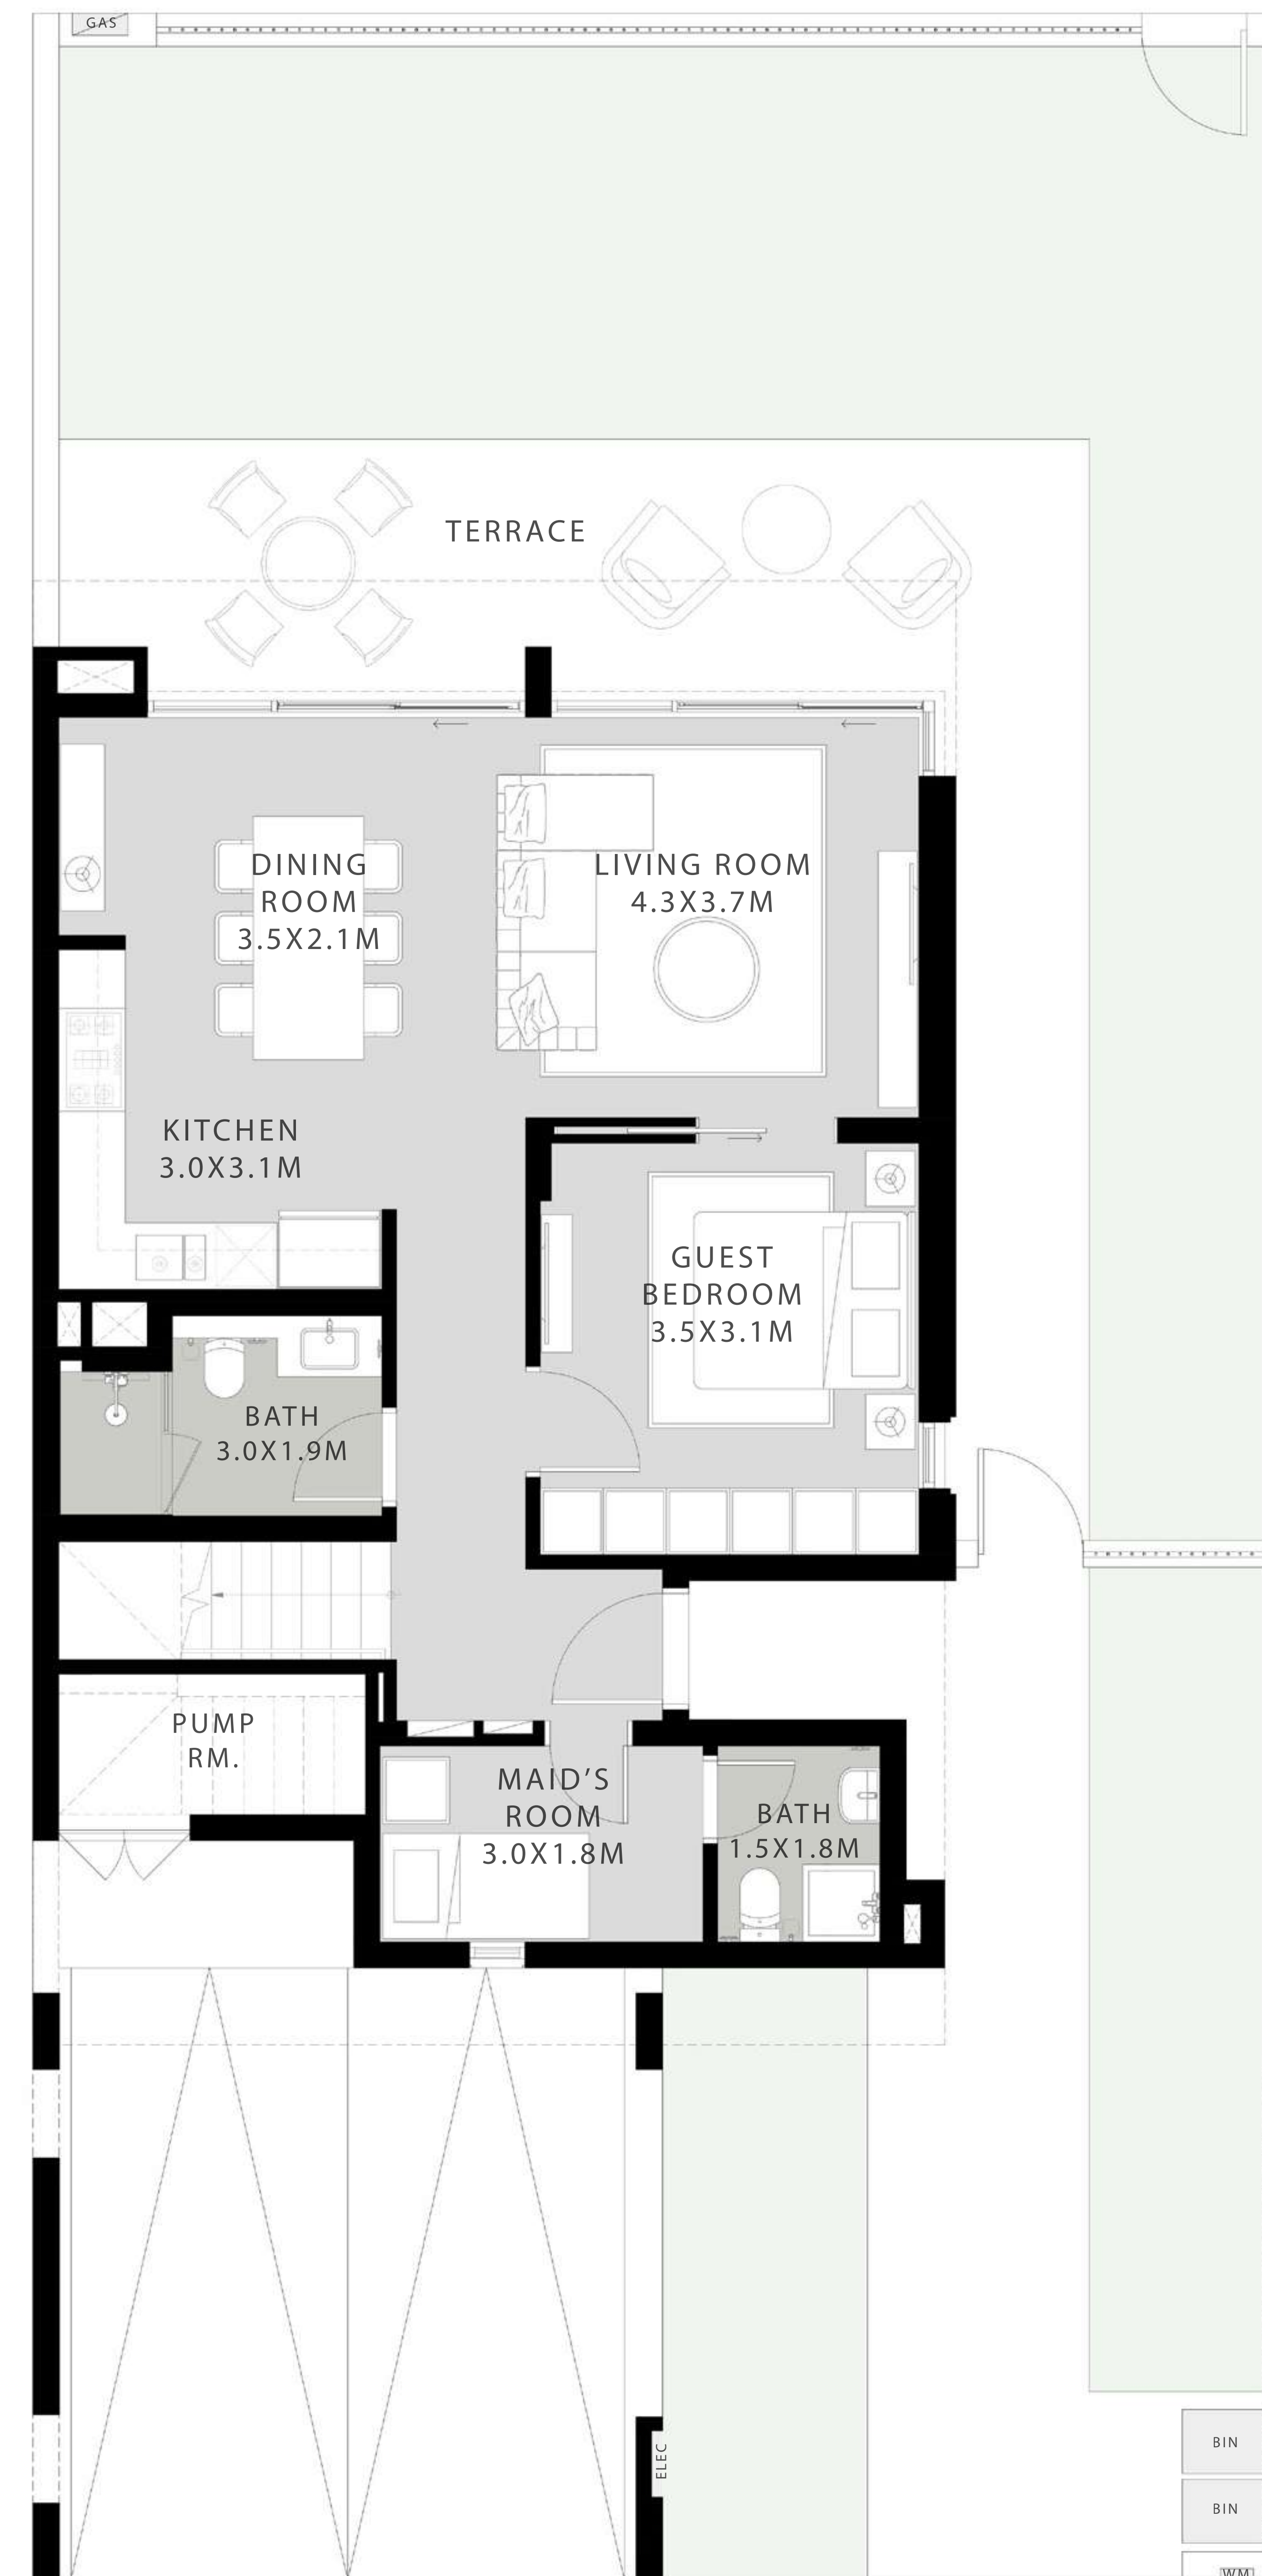 GAS
TERRACE
DINING
ROOM
3.5X2.1M
LIVING ROOM
4.3X3.7M
KITCHEN
3.0X3.1M
GUEST
BEDROOM
3.5X3.1M
BATH
3.0X1.9M
PUMP
RM.
MAID’S
ROOM
3.0X1.8M
BATH
1.5X1.8M
ELEC
BIN
BIN
WM